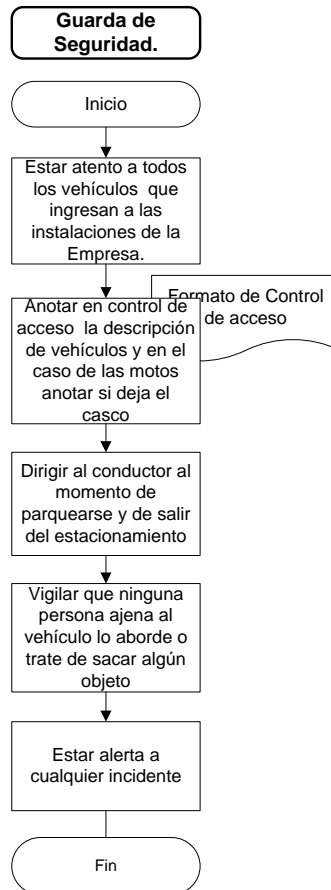 Guarda de
Seguridad.
Inicio
Estar atento a todos
los vehículos que
ingresan a las
instalaciones de la
Empresa.
Formato de Control
de acceso
Anotar en control de
acceso la descripción
de vehículos y en el
caso de las motos
anotar si deja el
casco
Dirigir al conductor al
momento de
parquearse y de salir
del estacionamiento
Vigilar que ninguna
persona ajena al
vehículo lo aborde o
trate de sacar algún
objeto
Estar alerta a
cualquier incidente
Fin